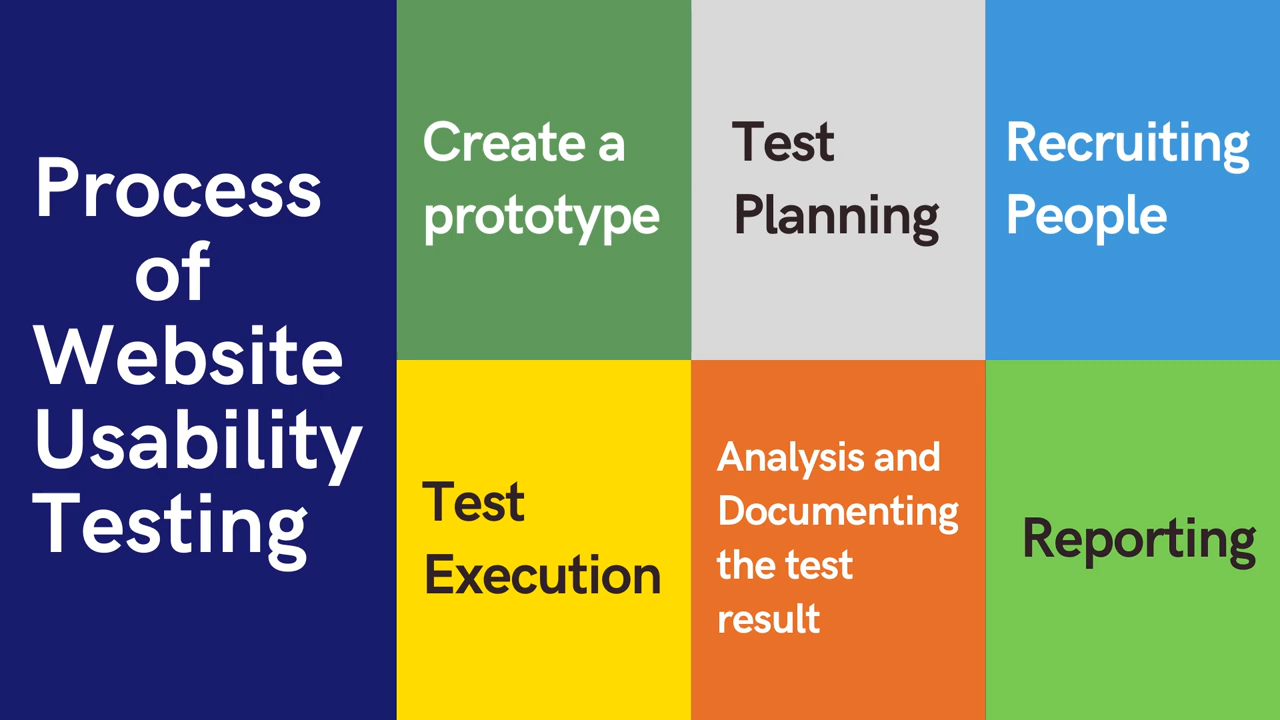 Process
of
Website
Usability
Testing
Create a
prototype
Test
Planning
Recruiting
People
Test
Execution
Analysis and
Documenting
the test
result
Reporting